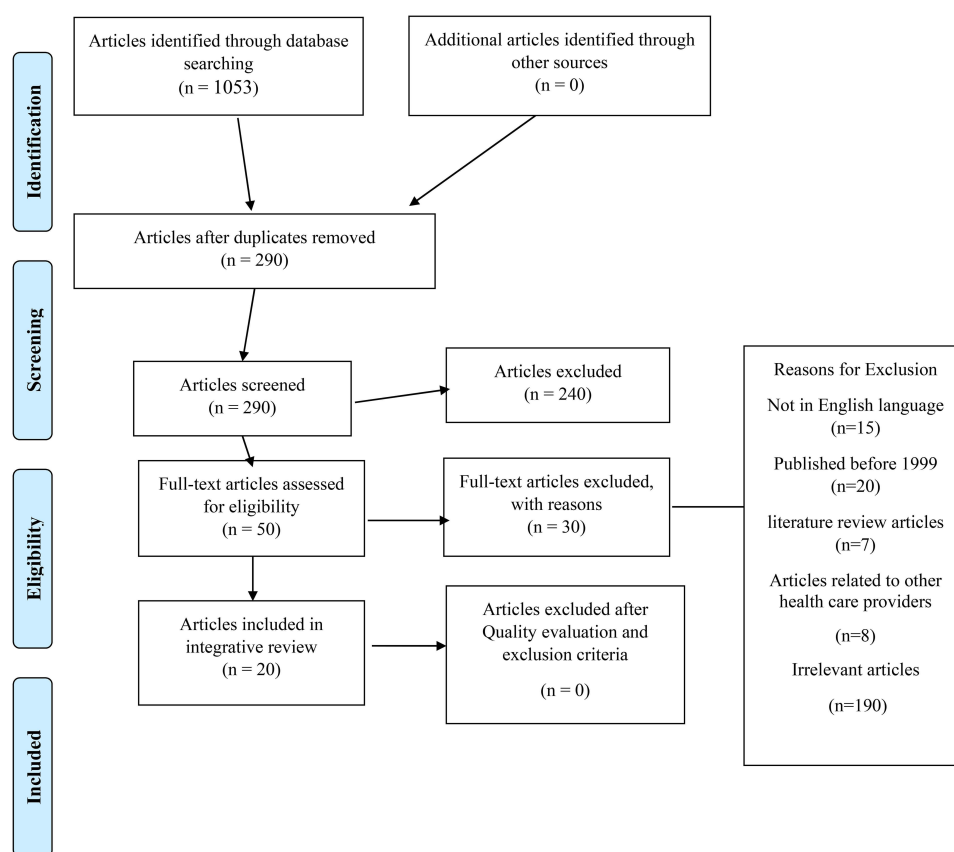 Identification
Articles identified through database
searching
(n = 1053)
Additional articles identified through
other sources
(n = 0)
Articles after duplicates removed
(n = 290)
Screening
Articles screened
(n = 290)
Articles excluded
(n = 240)
Eligibility
Full-text articles assessed
for eligibility
(n = 50)
Full-text articles excluded,
with reasons
(n = 30)
Reasons for Exclusion
Not in English language
(n=15)
Published before 1999
(n=20)
literature review articles
(n=7)
Articles related to other
health care providers
(n=8)
Irrelevant articles
(n=190)
Included
Articles included in
integrative review
(n = 20)
Articles excluded after
Quality evaluation and
exclusion criteria
(n = 0)